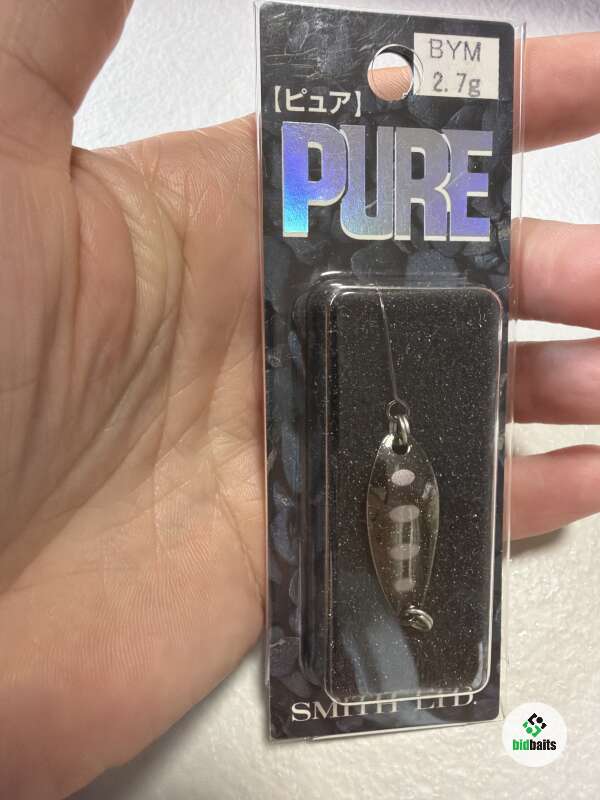 BYM
2.7g
【ピュア】
PURE
SMITH LTD.
bidbaits